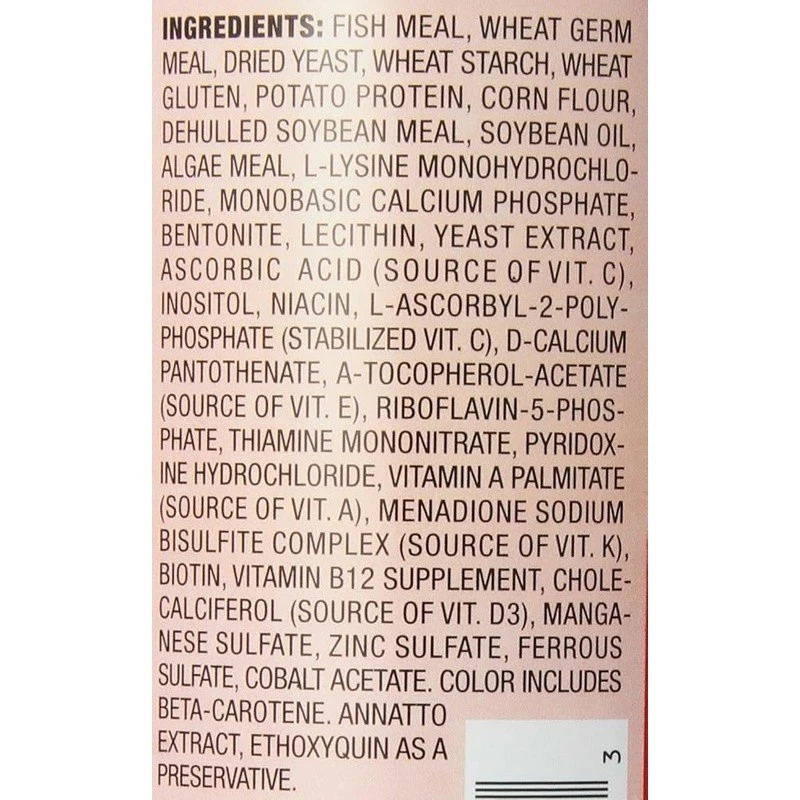 INGREDIENTS: FISH MEAL, WHEAT GERM
MEAL, DRIED YEAST, WHEAT STARCH, WHEAT
GLUTEN, POTATO PROTEIN, CORN FLOUR,
DEHULLED SOYBEAN MEAL, SOYBEAN OIL,
ALGAE MEAL, L-LYSINE MONOHYDROCHLO-
RIDE, MONOBASIC CALCIUM PHOSPHATE,
BENTONITE, LECITHIN, YEAST EXTRACT,
ASCORBIC ACID (SOURCE OF VIT. C),
INOSITOL, NIACIN, L-ASCORBYL-2-POLY-
PHOSPHATE (STABILIZED VIT. C), D-CALCIUM
PANTOTHENATE, A-TOCOPHEROL-ACETATE
(SOURCE OF VIT. E), RIBOFLAVIN-5-PHOS-
PHATE, THIAMINE MONONITRATE, PYRIDOX-
INE HYDROCHLORIDE, VITAMIN A PALMITATE
(SOURCE OF VIT. A), MENADIONE SODIUM
BISULFITE COMPLEX (SOURCE OF VIT. K),
BIOTIN, VITAMIN B12 SUPPLEMENT, CHOLE-
CALCIFEROL (SOURCE OF VIT. D3), MANGA-
NESE SULFATE, ZINC SULFATE, FERROUS
SULFATE, COBALT ACETATE. COLOR INCLUDES
BETA-CAROTENE. ANNATTO
EXTRACT, ETHOXYQUIN AS A
PRESERVATIVE.
3